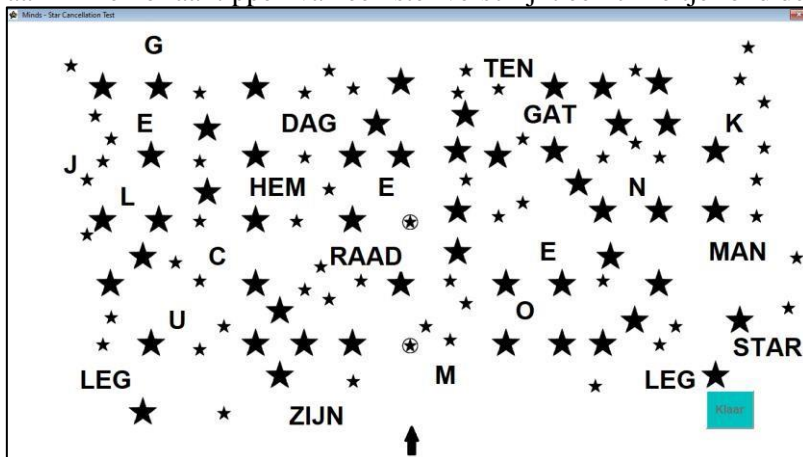 Minds - Star Cancellation Test
G
TEN
E DAG GAT K
J
L HEM E N
C RAAD E MAN
U O
STAR
LEG M LEG
ZIJN
Klaar